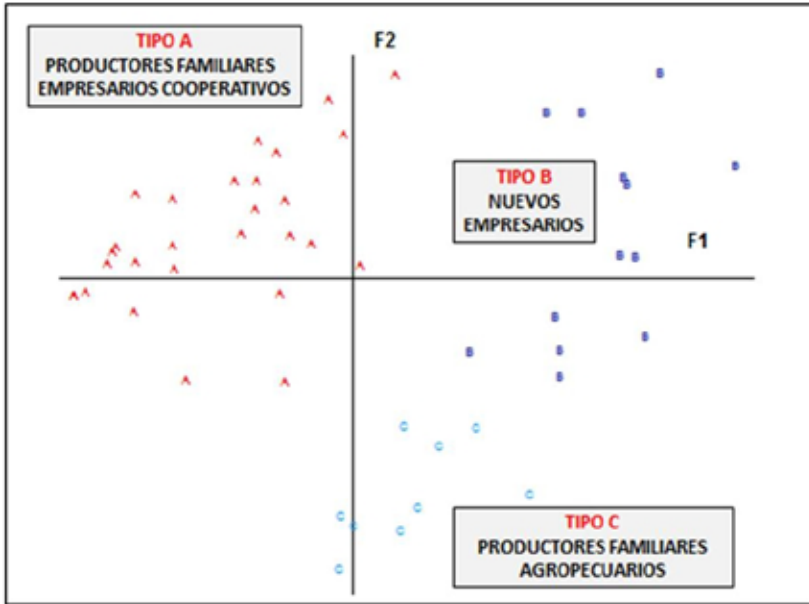 TIPO A
PRODUCTORES FAMILIARES
EMPRESARIOS COOPERATIVOS
F2
TIPO B
NUEVOS
EMPRESARIOS
F1
TIPO C
PRODUCTORES FAMILIARES
AGROPECUARIOS